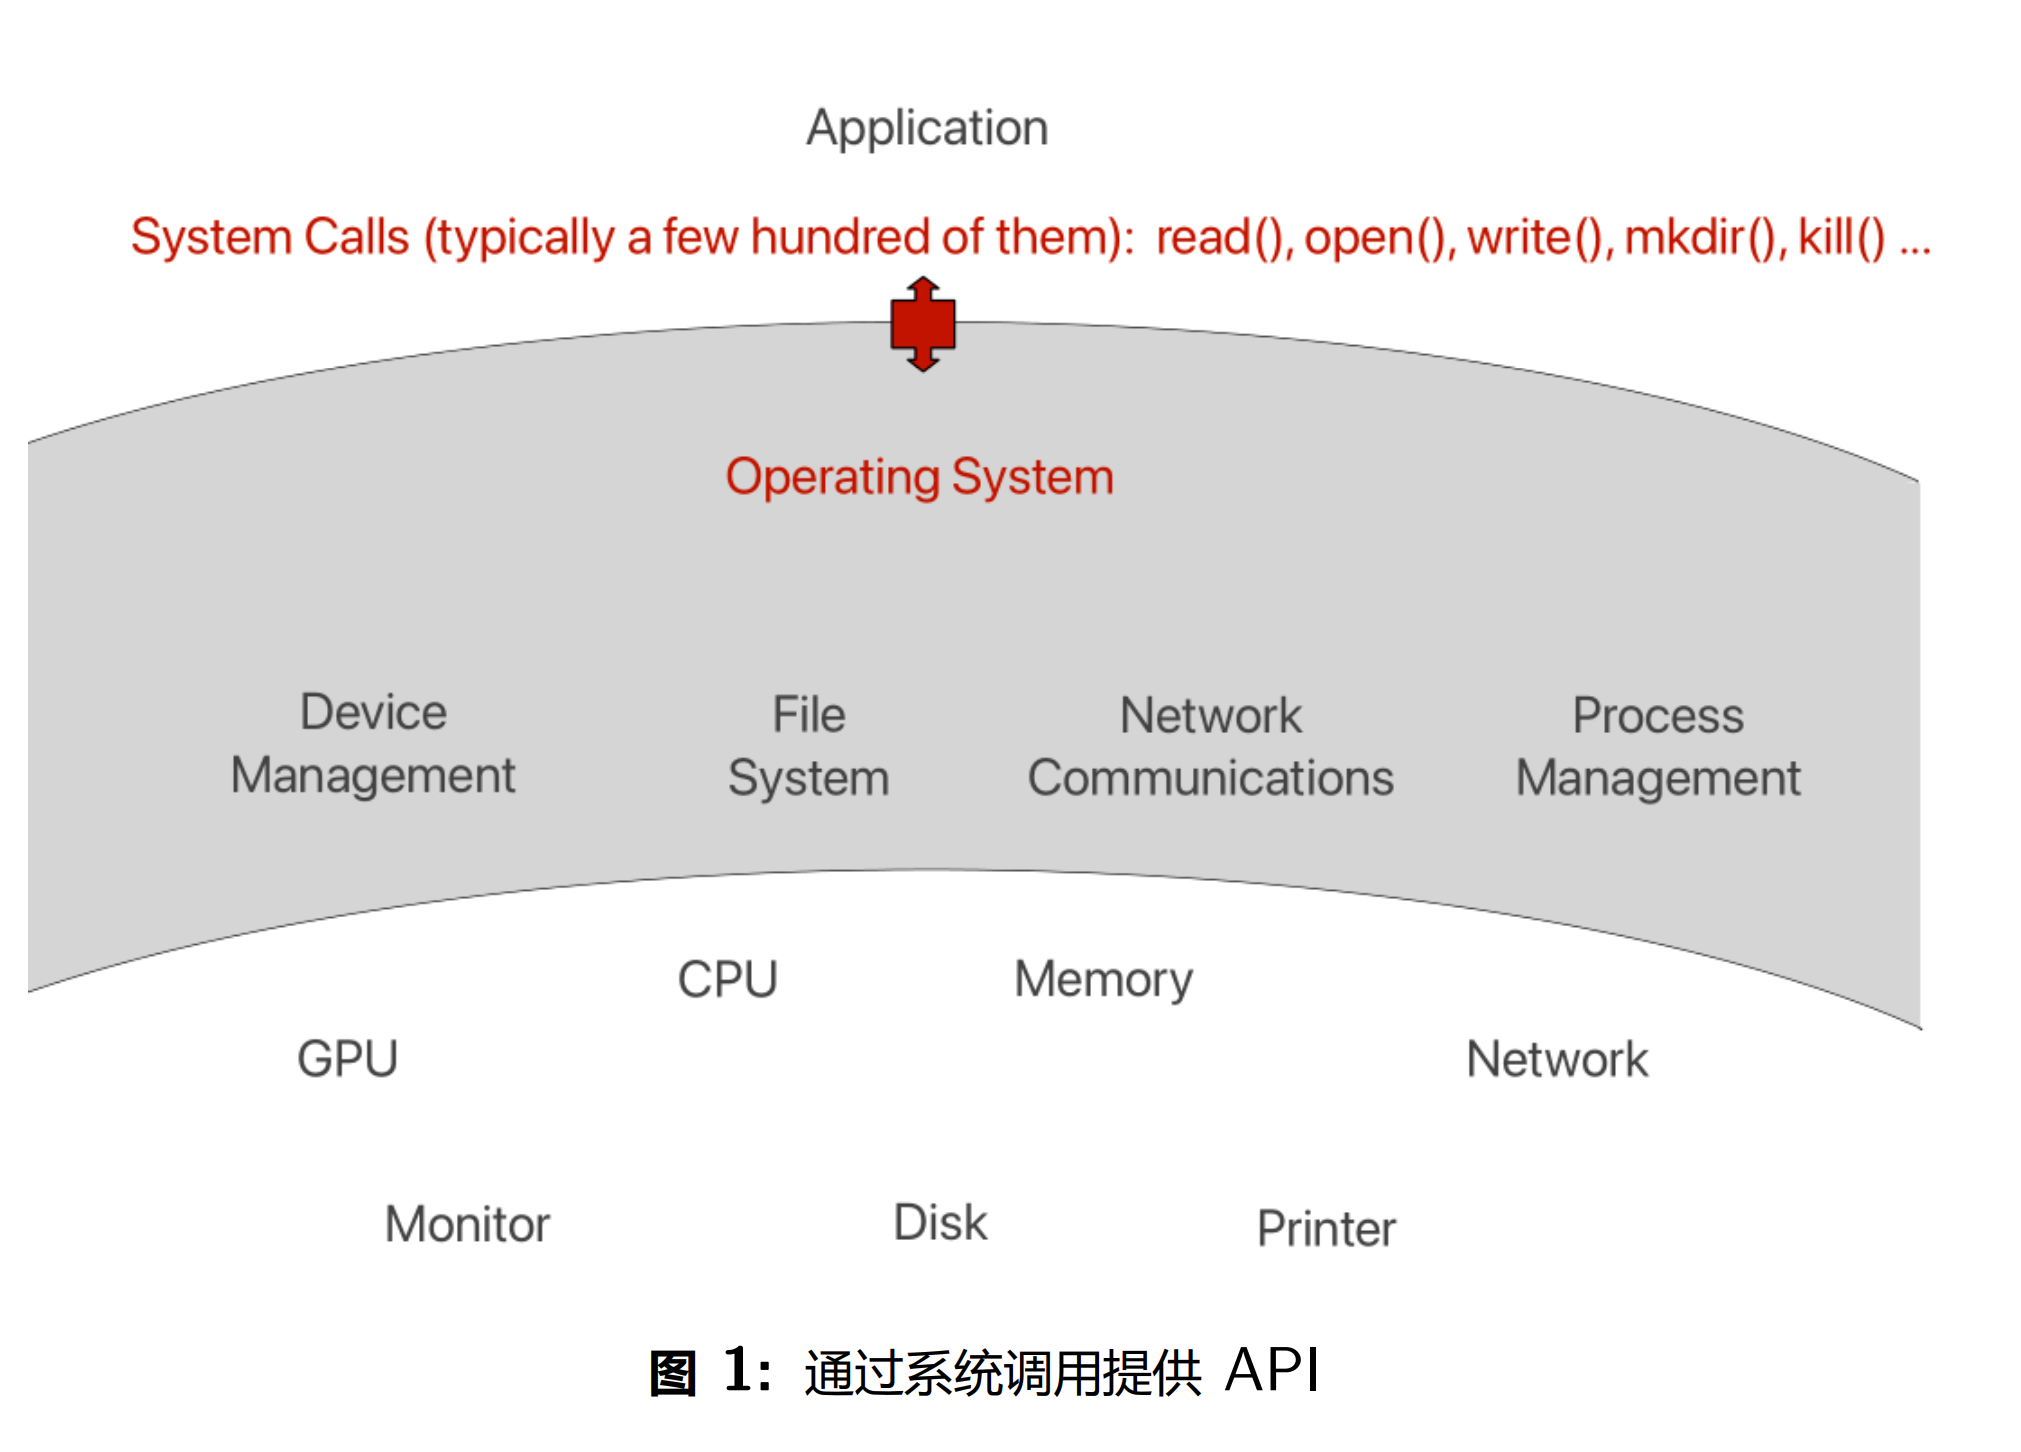 Application
System Calls (typically a few hundred of them): read(), open(), write(), mkdir(), kill() ...
Operating System
Device
Management
File
System
Network
Communications
Process
Management
CPU
Memory
GPU
Network
Monitor
Disk
Printer
图 1: 通过系统调用提供 API